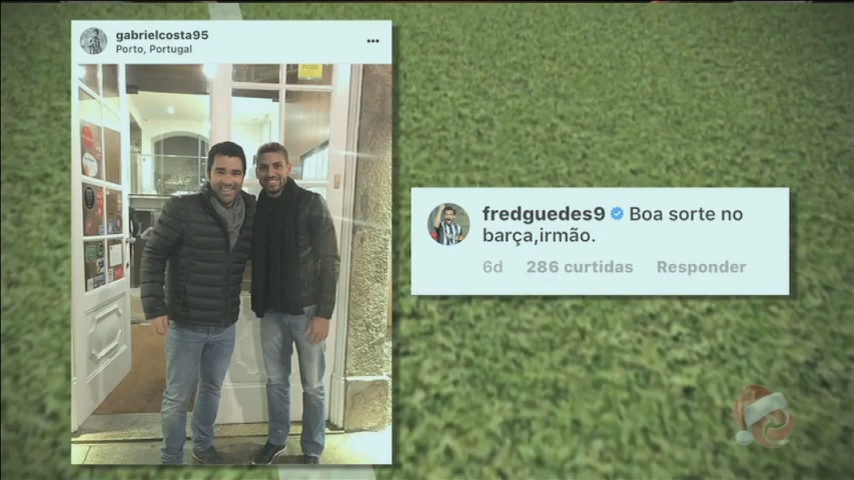 gabrielcosta95
Porto, Portugal
fredguedes9 Boa sorte no
barça,irmão.
6d 286 curtidas Responder